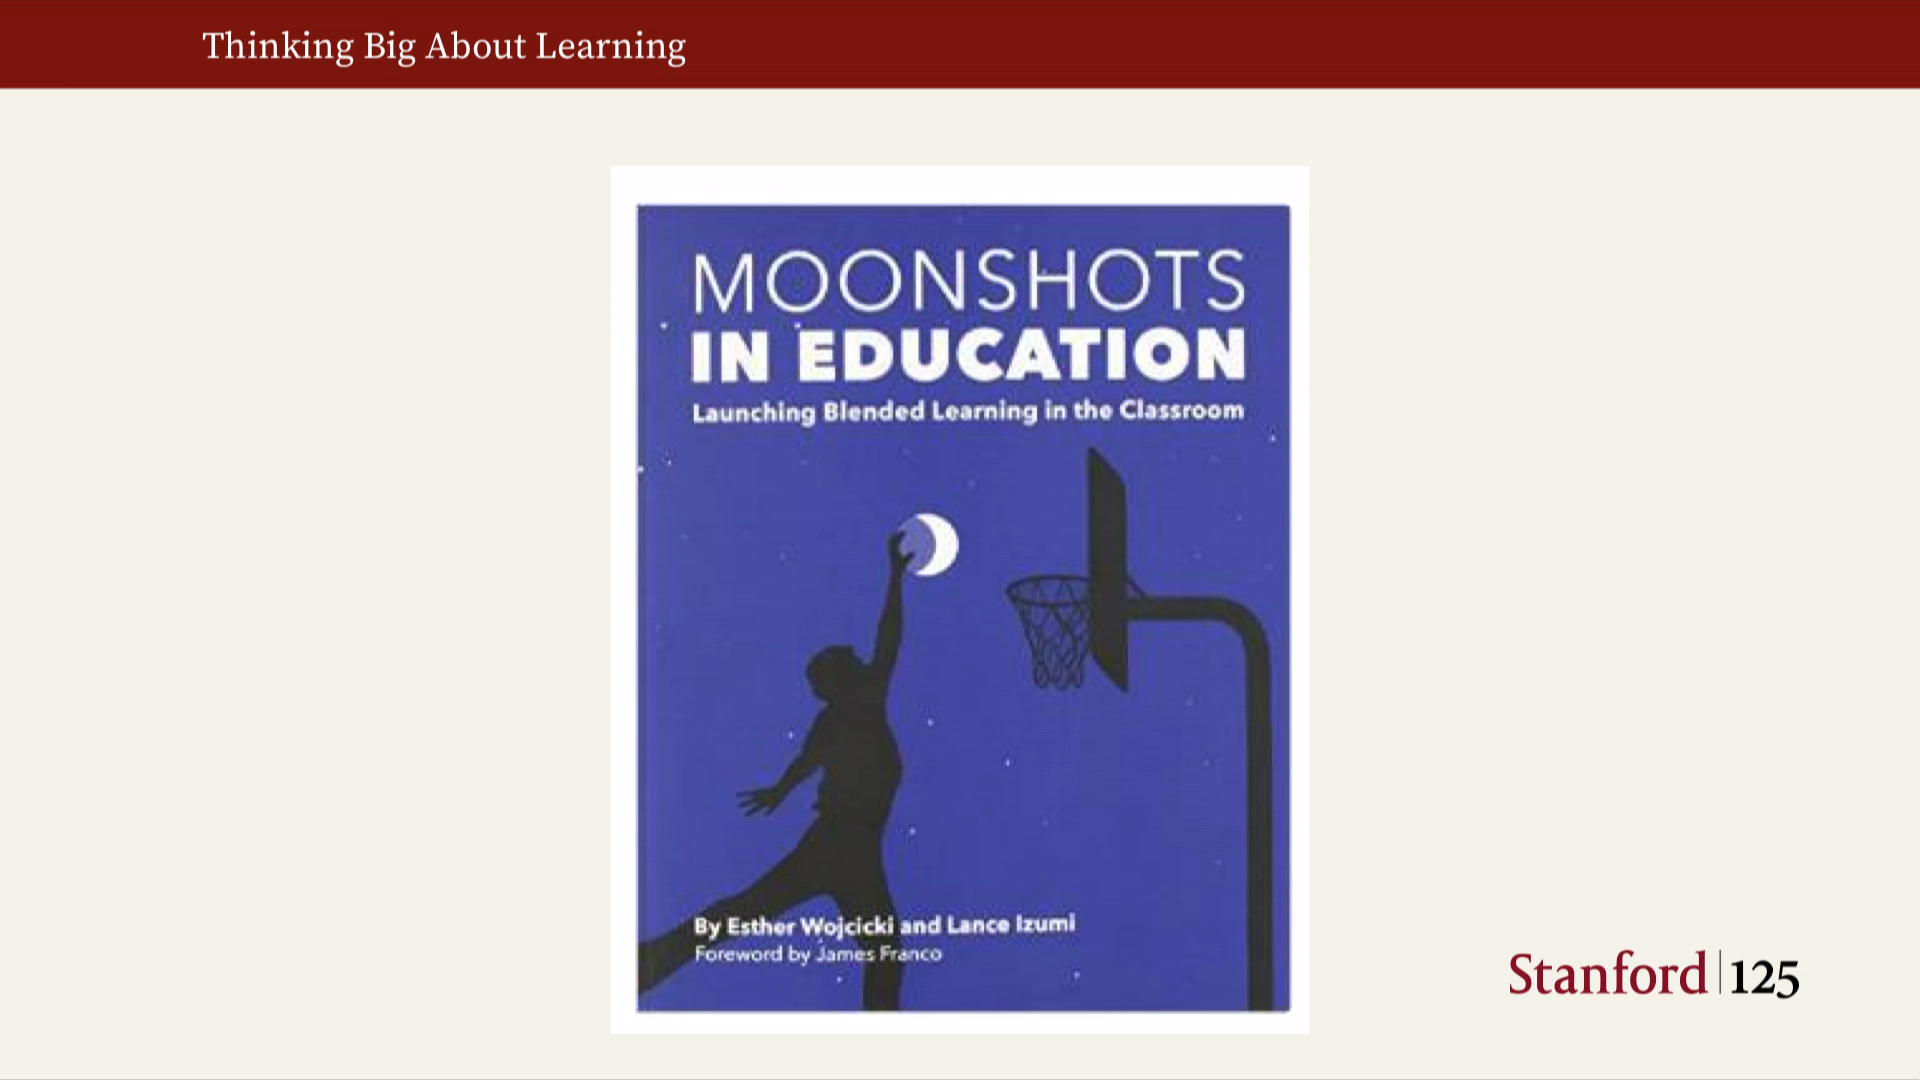 Thinking Big About Learning
MOONSHOTS
IN EDUCATION
Launching Blended Learning in the Classroom
By Esther Wojcicki and Lance Izumi
Foreword by James Franco
Stanford | 125